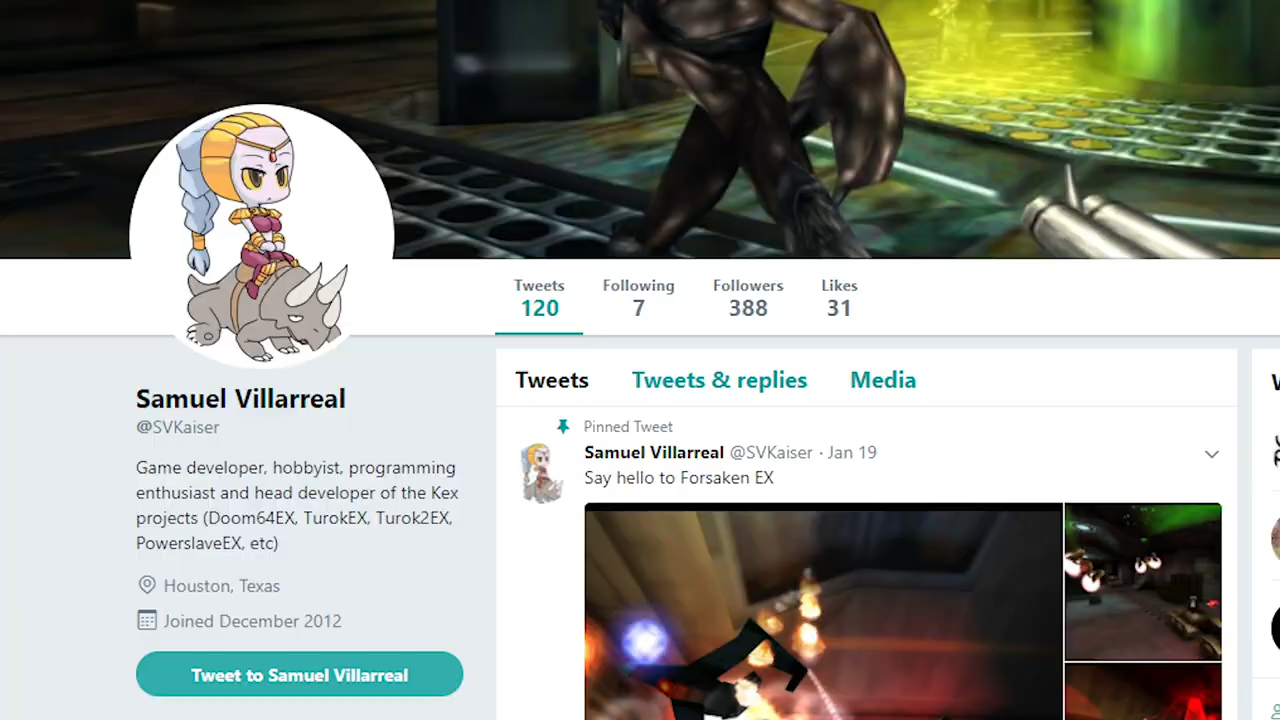 Tweets Following Followers Likes
120 7 388 31
Samuel Villarreal
@SVKaiser
Game developer, hobbyist, programming
enthusiast and head developer of the Kex
projects (Doom64EX, TurokEX, Turok2EX,
PowerslaveEX, etc)
Houston, Texas
Joined December 2012
Tweet to Samuel Villarreal
Tweets Tweets & replies Media
Pinned Tweet
Samuel Villarreal @SVKaiser · Jan 19
Say hello to Forsaken EX